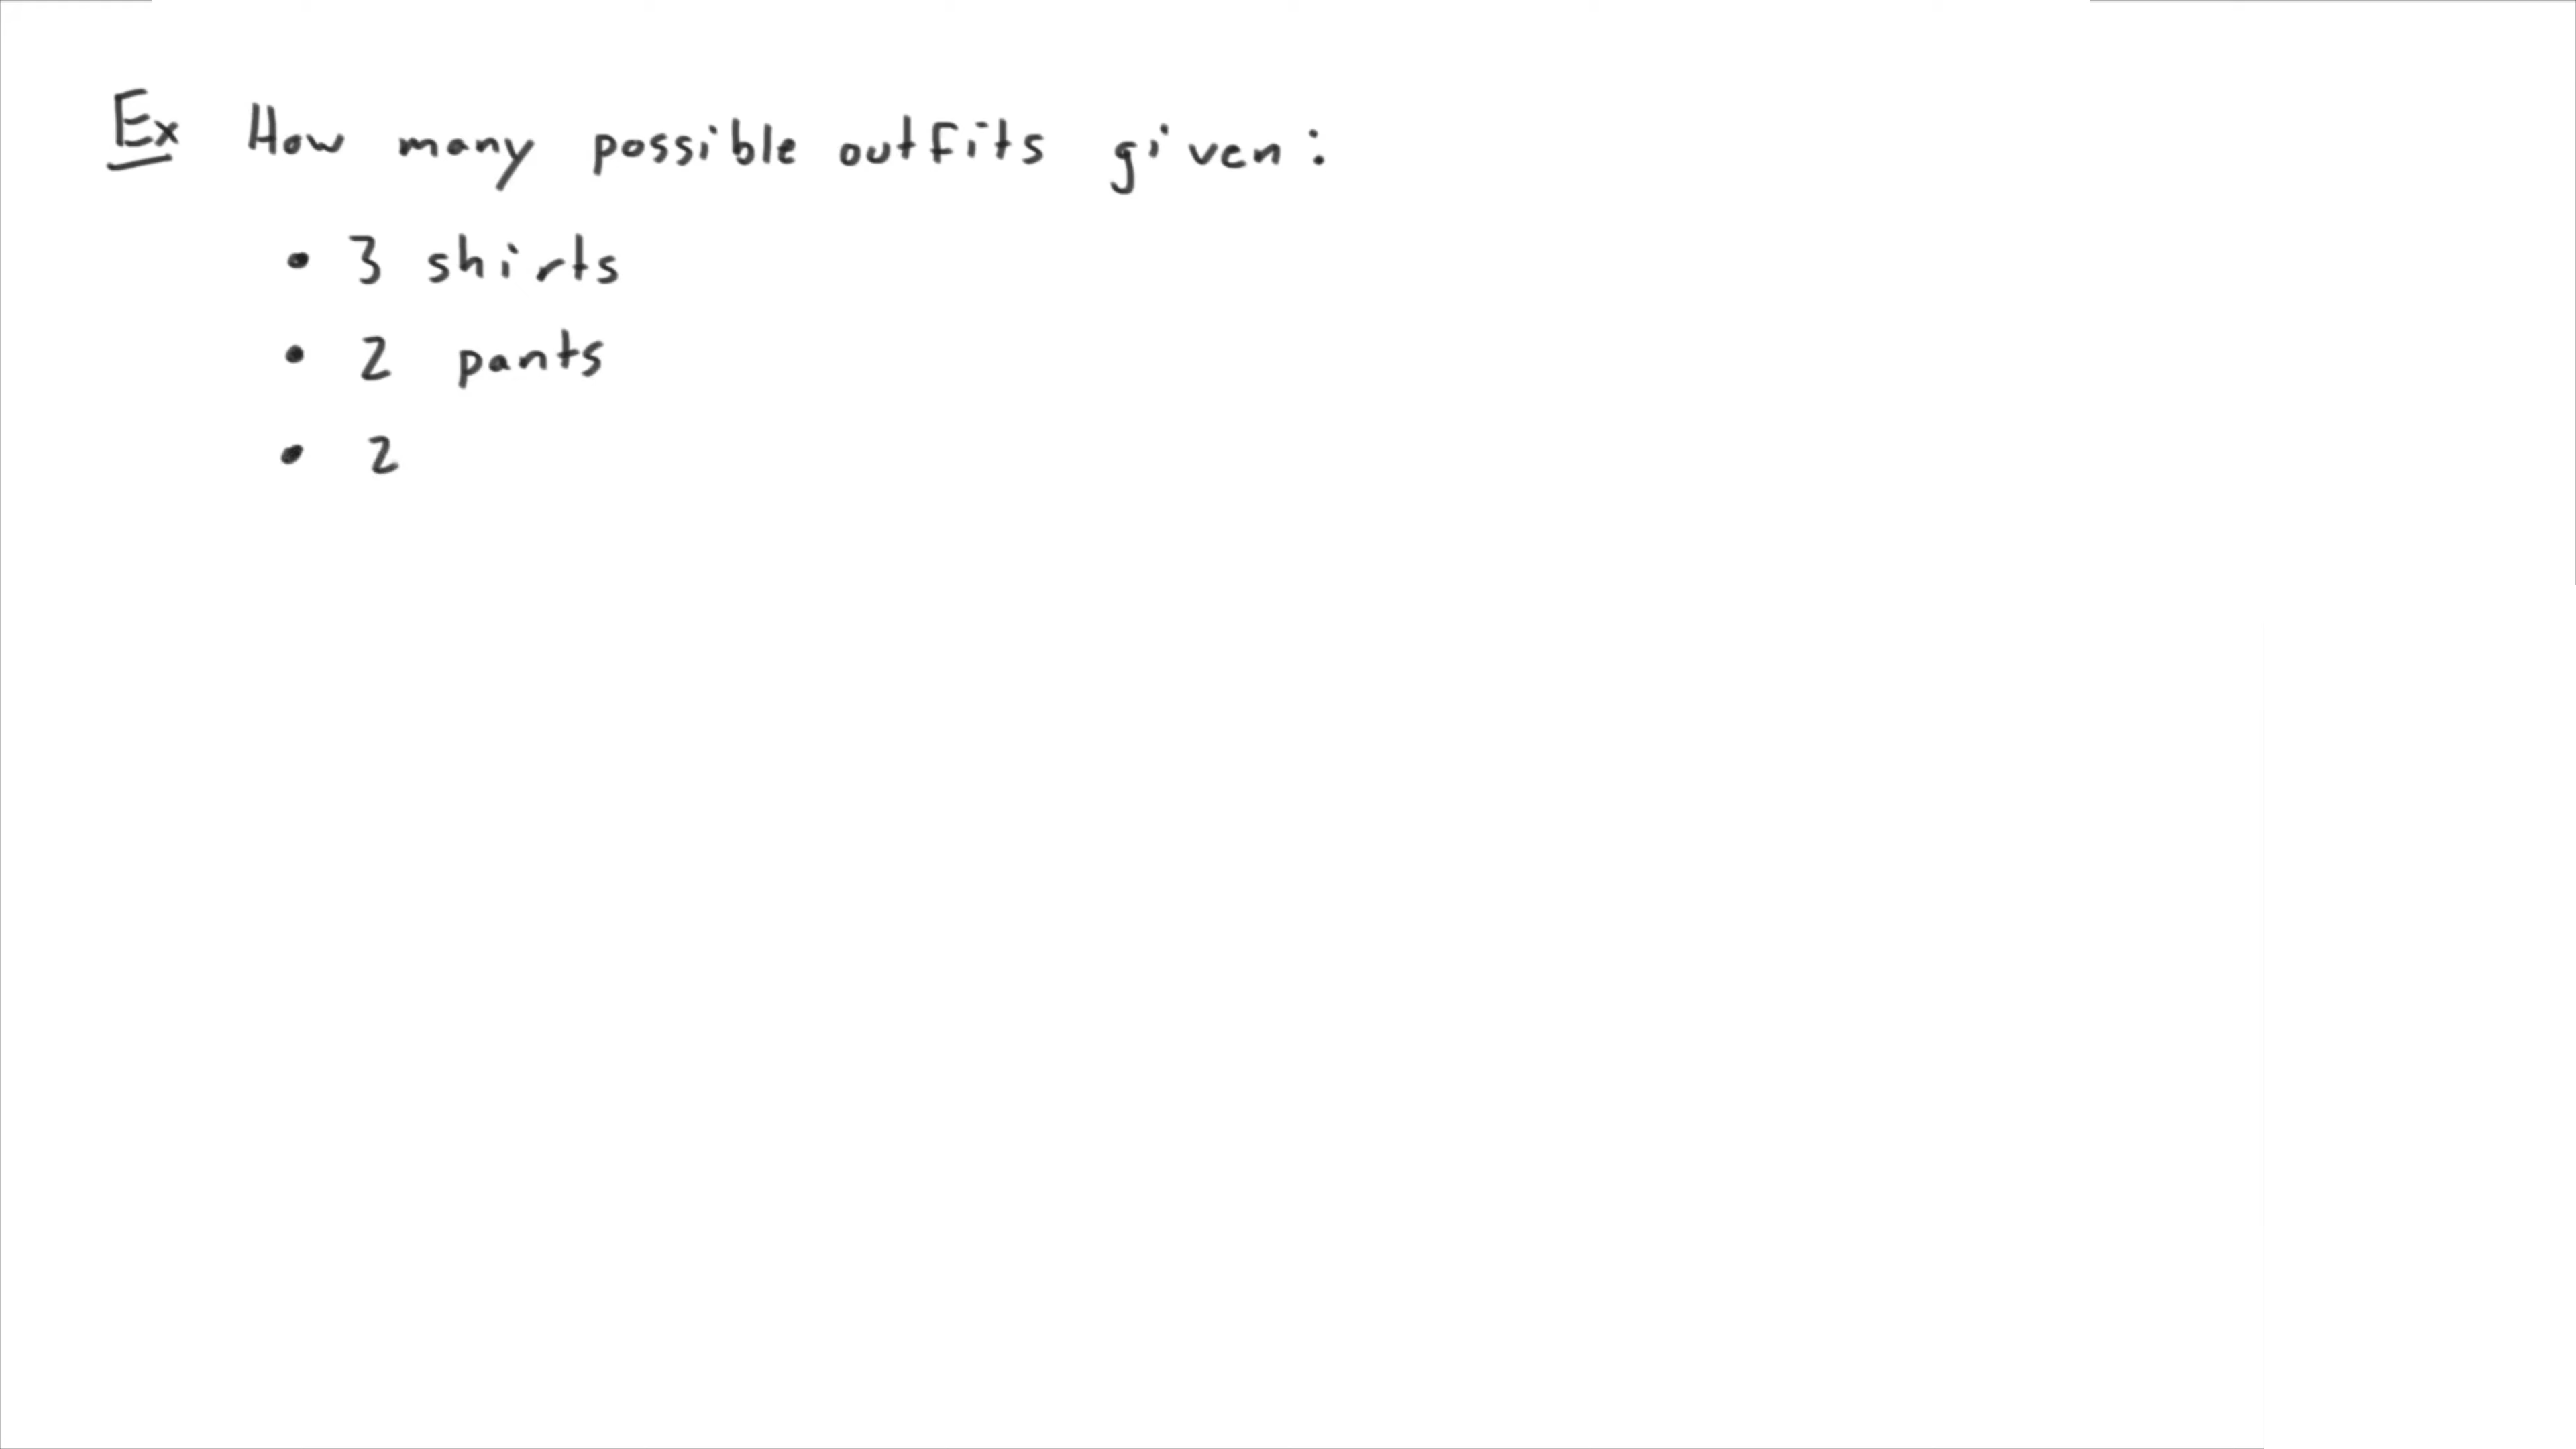 Ex How many possible outfits given:
• 3 shirts
• 2 pants
• 2